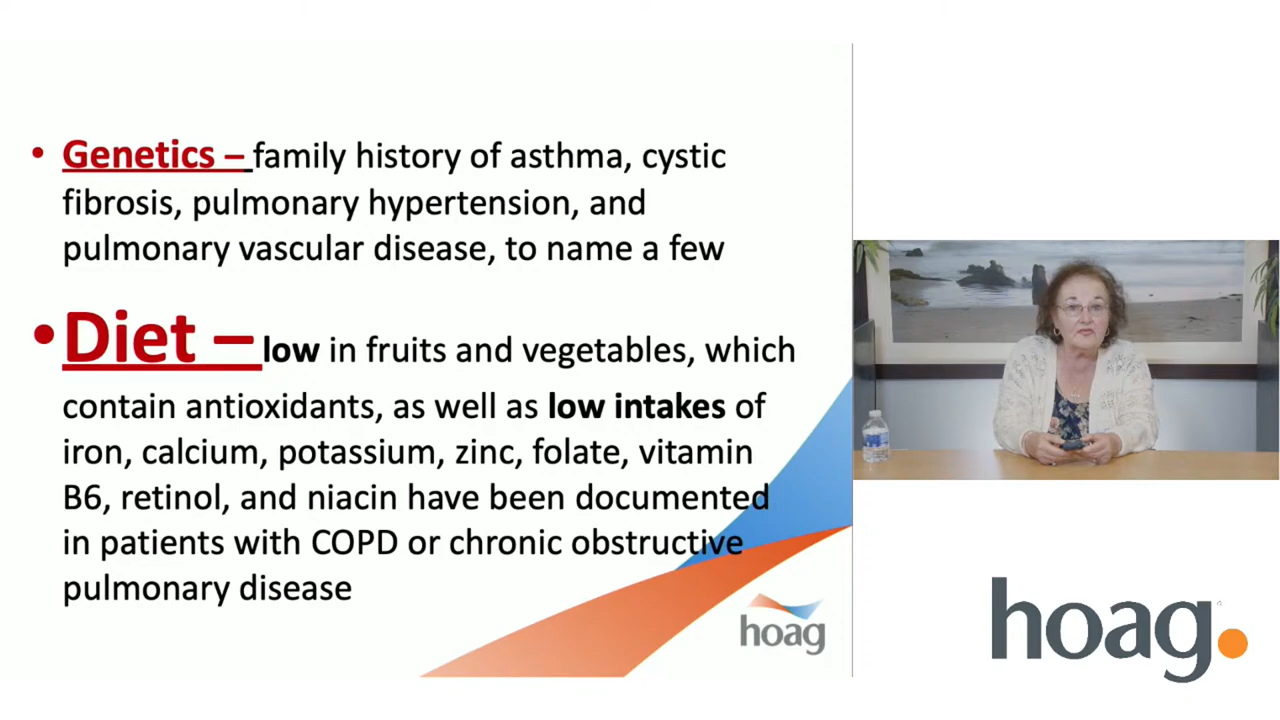 • Genetics – family history of asthma, cystic
fibrosis, pulmonary hypertension, and
pulmonary vascular disease, to name a few
• Diet – low in fruits and vegetables, which
contain antioxidants, as well as low intakes of
iron, calcium, potassium, zinc, folate, vitamin
B6, retinol, and niacin have been documented
in patients with COPD or chronic obstructive
pulmonary disease
hoag
hoag.